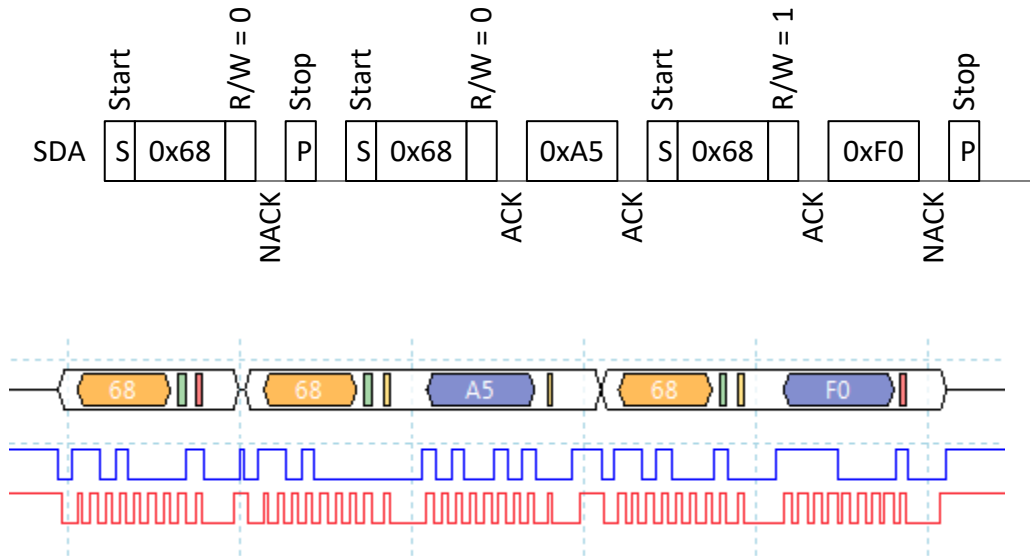 Start R/W = 0 Stop Start R/W = 0 Start R/W = 1 Stop
SDA S 0x68 P S 0x68 0xA5 S 0x68 0xF0 P
NACK ACK ACK ACK NACK
68 68 A5 68 F0